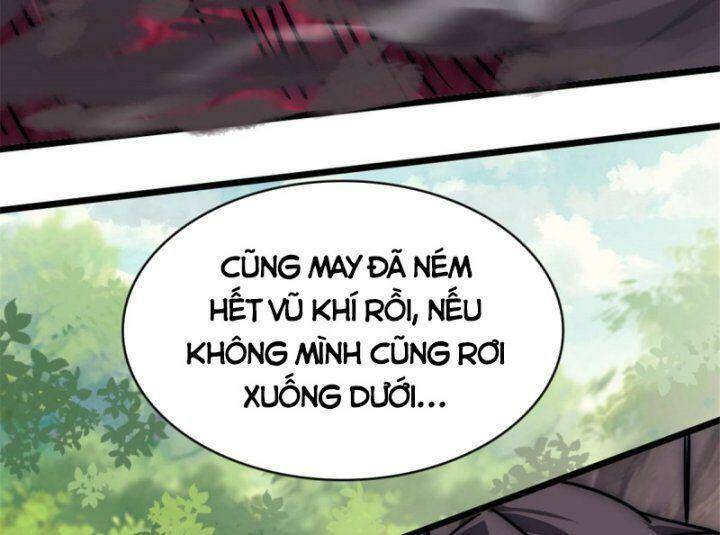 CŨNG MAY ĐÃ NÉM
HẾT VŨ KHÍ RỒI, NẾU
KHÔNG MÌNH CŨNG RƠI
XUỐNG DƯỚI...